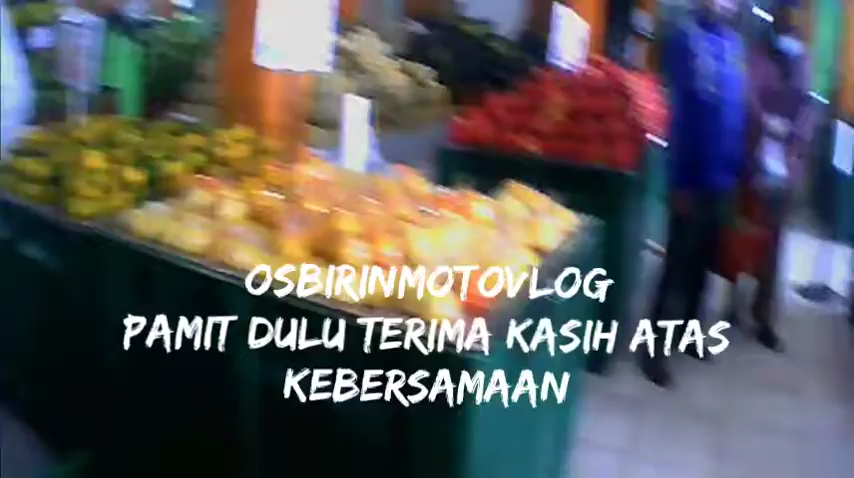 OSBIRINMOTOVLOG
PAMIT DULU TERIMA KASIH ATAS
KEBERSAMAAN